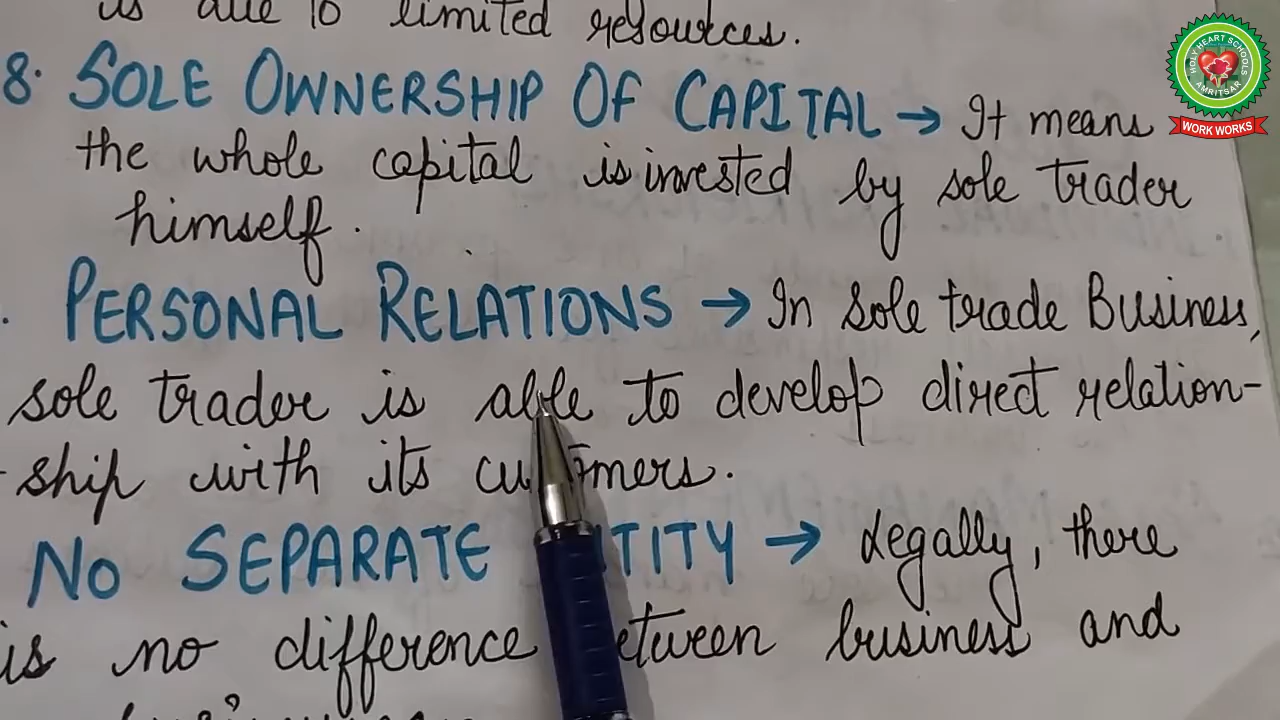 is due to limited resources.
8. SOLE OWNERSHIP OF CAPITAL → It means
the whole capital is invested by sole trader
himself.
. PERSONAL RELATIONS → In sole trade Business,
sole trader is able to develop direct relation-
-ship with its customers.
NO SEPARATE ENTITY → Legally, there
is no difference between business and
HOLY HEART SCHOOLS
AMRITSAR
WORK WORKS